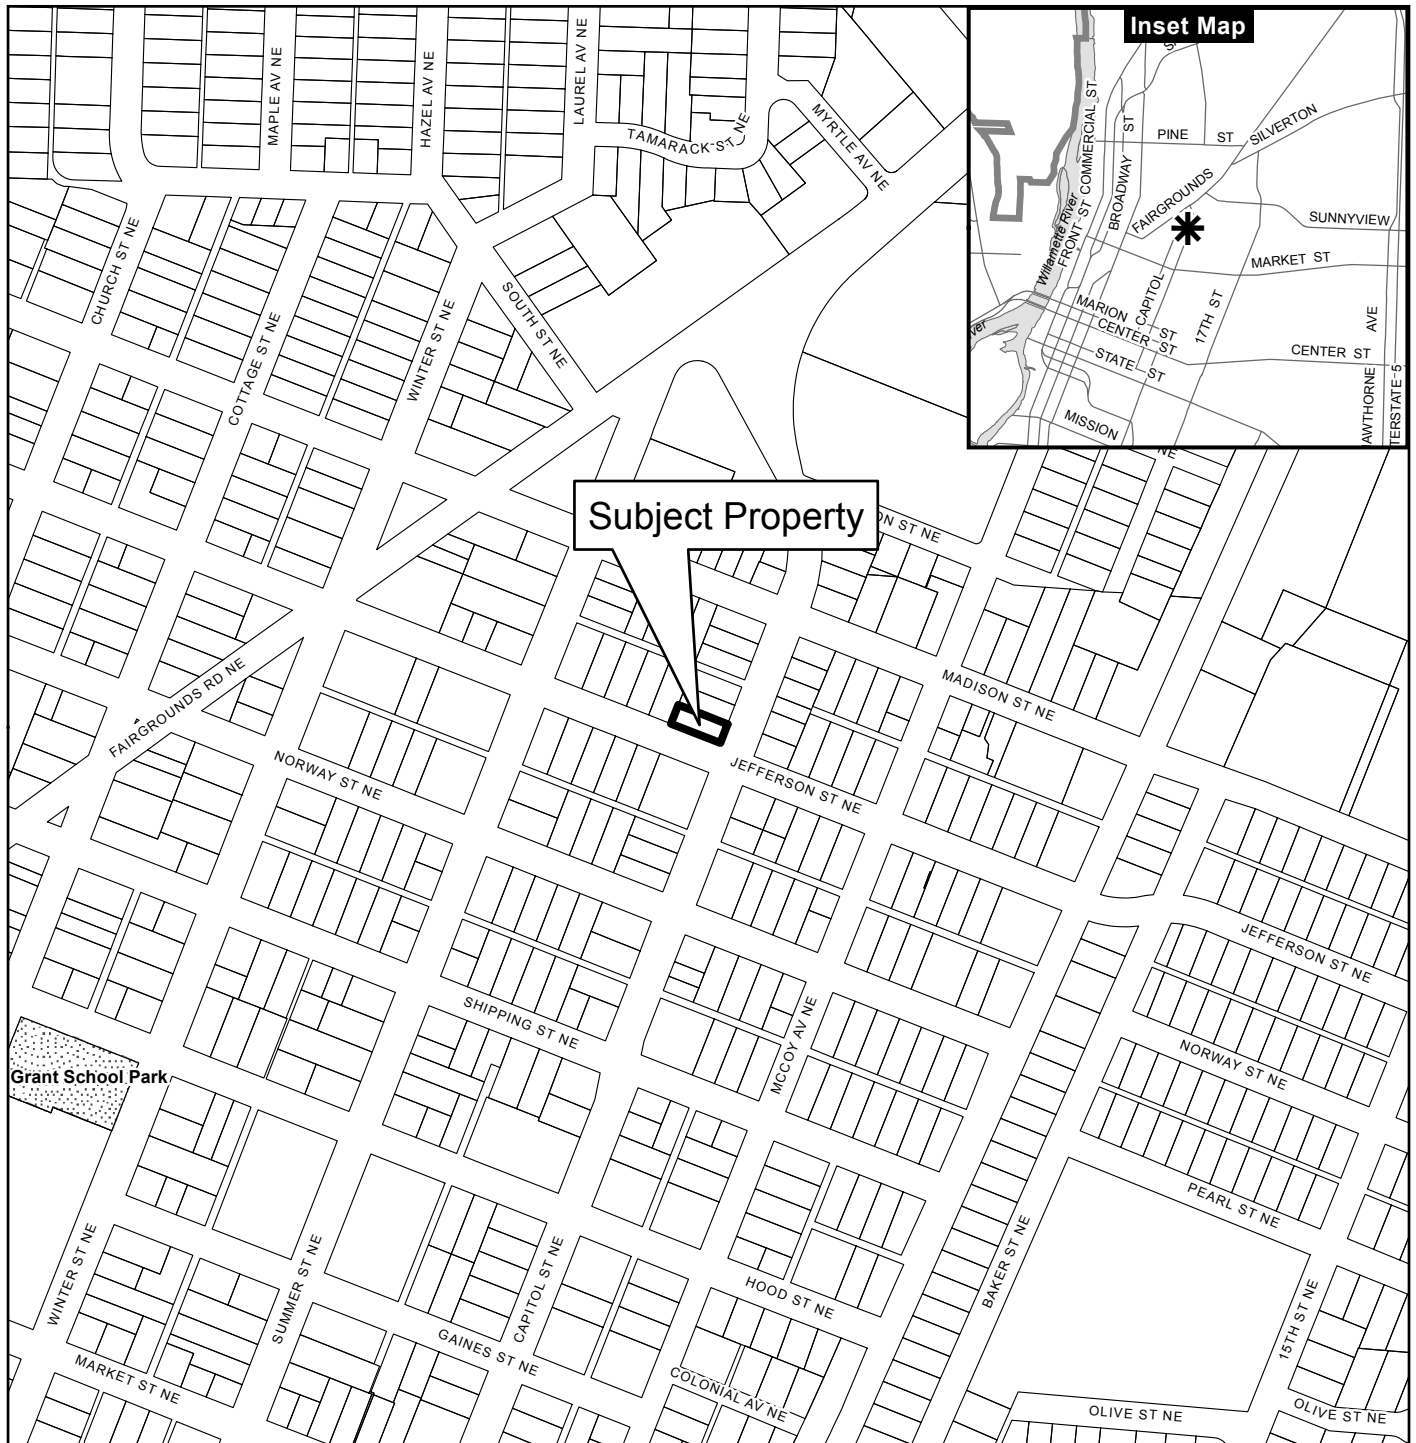 Inset Map
MAPLE AV NE
HAZEL AV NE
LAUREL AV NE
TAMARACK ST NE
MYRTLE AV NE
CHURCH ST NE
COTTAGE ST NE
WINTER ST NE
SOUTH ST NE
PINE ST
SILVERTON
COMMERCIAL ST
FRONT ST
BROADWAY ST
FAIRGROUNDS
SUNNYVIEW
Willamette River
MARKET ST
CAPITOL
17TH ST
MARION ST
CENTER ST
CENTER ST
STATE ST
MISSION
AVE
AWTHORNE
TERSTATE 5
iver
NE
Subject Property
ON ST NE
FAIRGROUNDS RD NE
MADISON ST NE
NORWAY ST NE
JEFFERSON ST NE
JEFFERSON ST NE
SHIPPING ST NE
MCCOY AV NE
NORWAY ST NE
Grant School Park
PEARL ST NE
WINTER ST NE
SUMMER ST NE
CAPITOL ST NE
HOOD ST NE
BAKER ST NE
15TH ST NE
GAINES ST NE
MARKET ST NE
COLONIAL AV NE
OLIVE ST NE
OLIVE ST NE